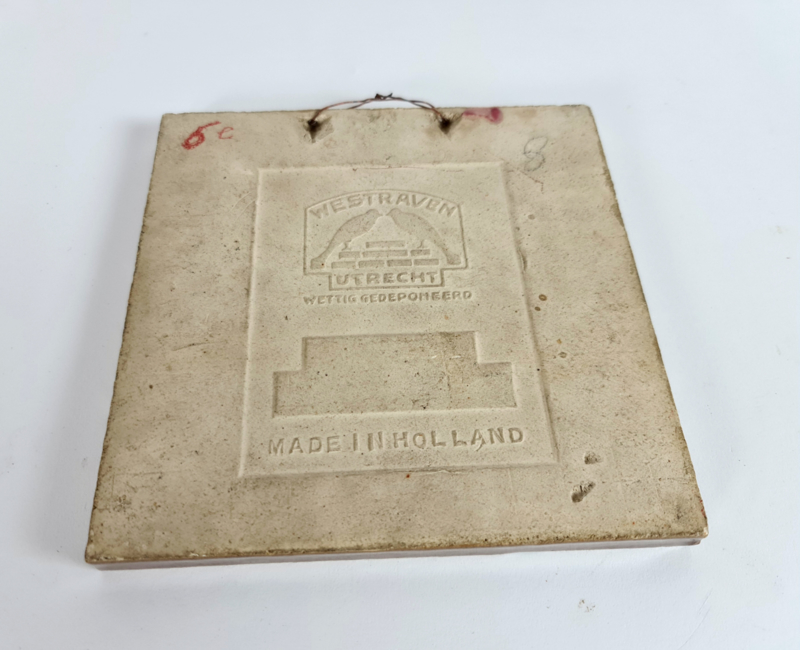 6c
8
WESTRAVEN
UTRECHT
WETTIG GEDEPONEERD
MADE IN HOLLAND